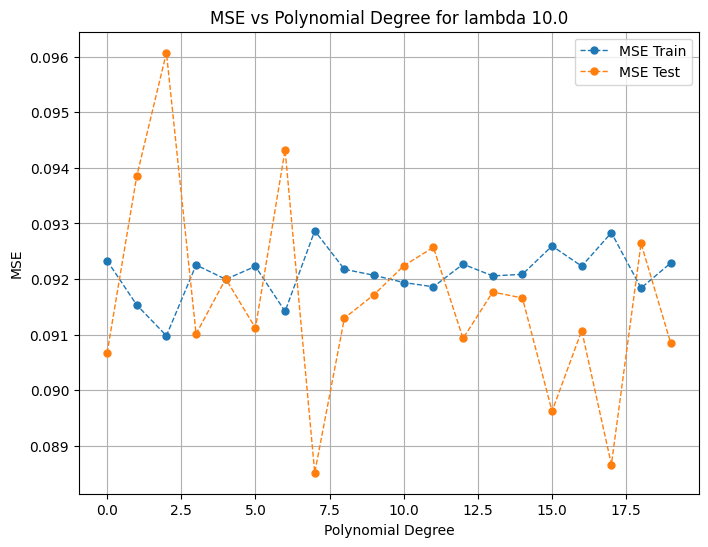 MSE vs Polynomial Degree for lambda 10.0
MSE Train
MSE Test
MSE
0.096
0.095
0.094
0.093
0.092
0.091
0.090
0.089
0.0 2.5 5.0 7.5 10.0 12.5 15.0 17.5
Polynomial Degree